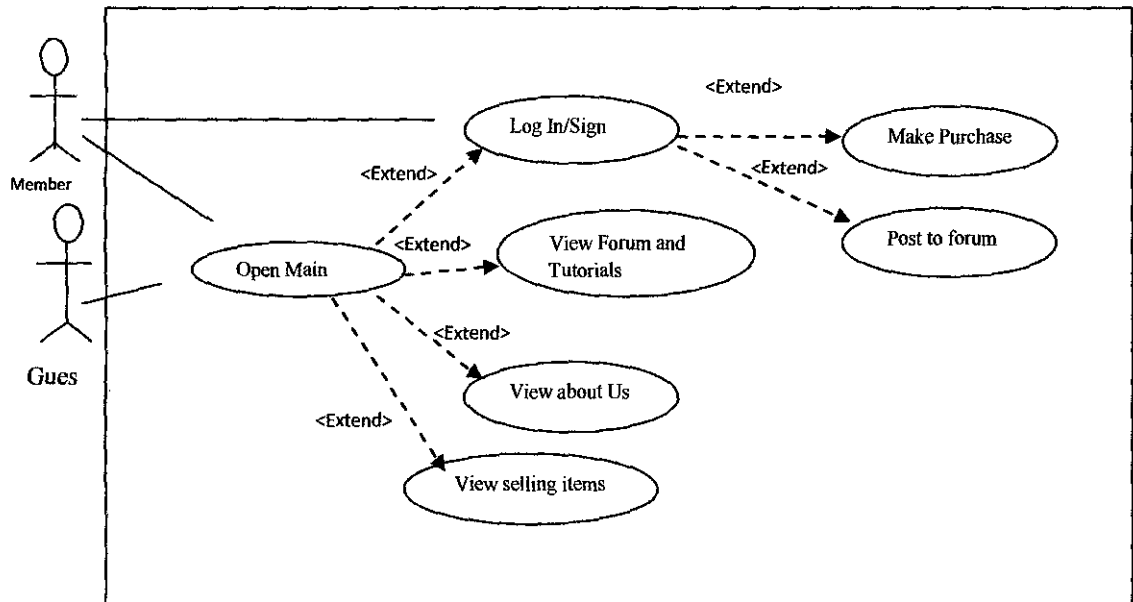 <Extend>
Log In/Sign
Make Purchase
<Extend>
<Extend>
Member
View Forum and
Tutorials
Post to forum
<Extend>
Open Main
<Extend>
Gues
View about Us
<Extend>
View selling items